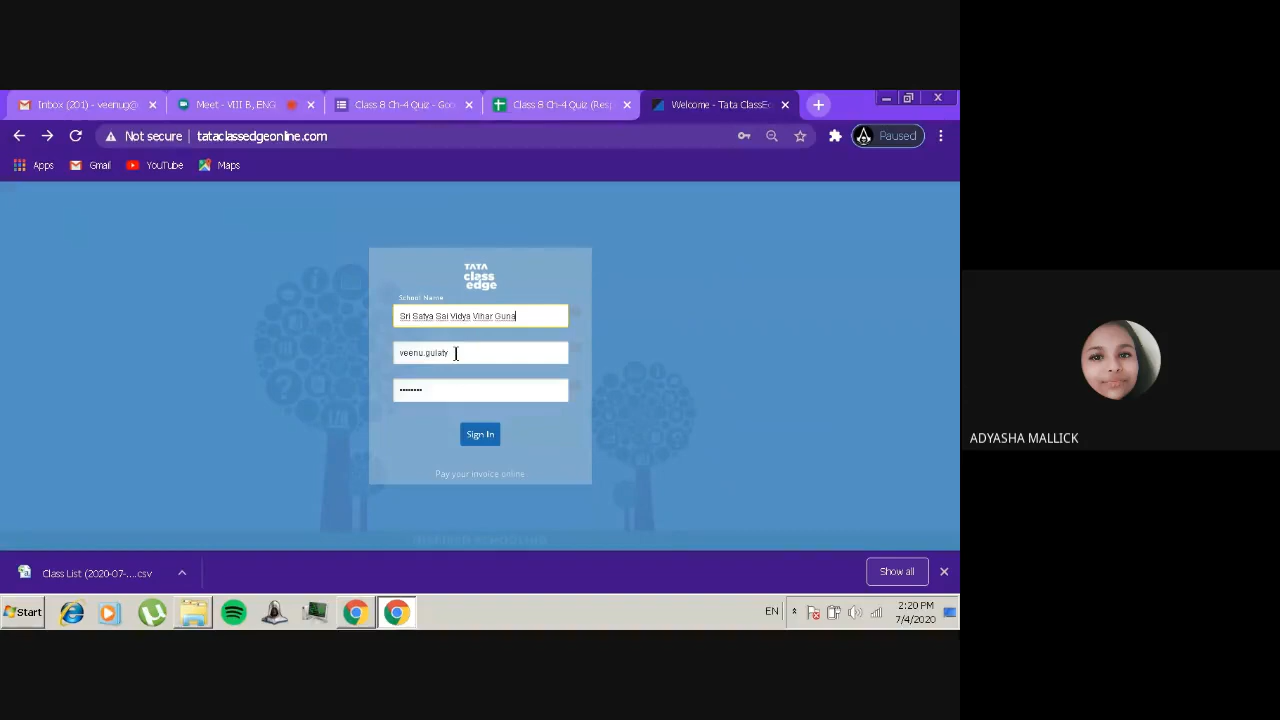 Inbox (201) - veenug@
Meet - VIII B, ENG
Class 8 Ch-4 Quiz - Goo
Class 8 Ch-4 Quiz (Resp
Welcome - Tata ClassEd
Not secure | tataclassedgeonline.com
Paused
Apps
Gmail
YouTube
Maps
TATA
class
edge
School Name
Sri Satya Sai Vidya Vihar Guna
veenu.gulaty
••••••••
Sign In
Pay your invoice online
ADYASHA MALLICK
Class List (2020-07-....csv
Show all
Start
EN
2:20 PM
7/4/2020